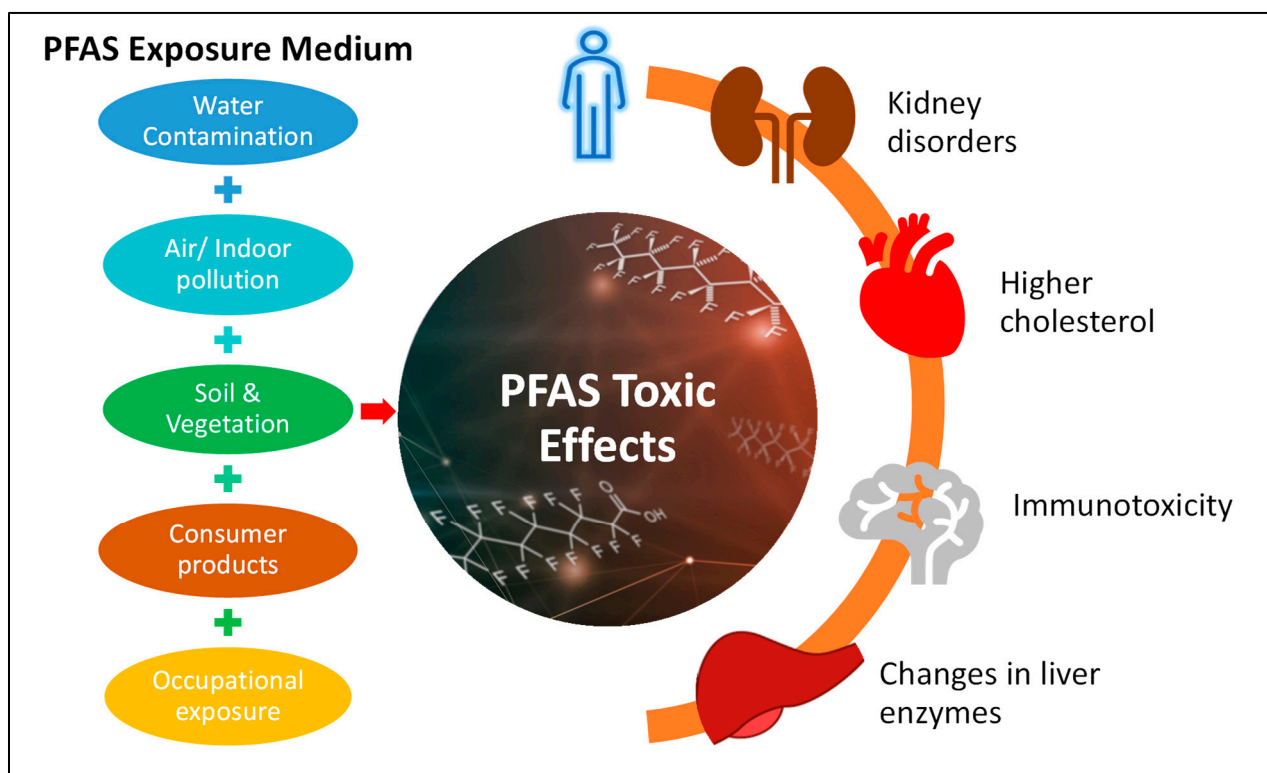 PFAS Exposure Medium
Water
Contamination
Air/ Indoor
pollution
Soil &
Vegetation
Consumer
products
Occupational
exposure
PFAS Toxic
Effects
Kidney
disorders
Higher
cholesterol
Immunotoxicity
Changes in liver
enzymes